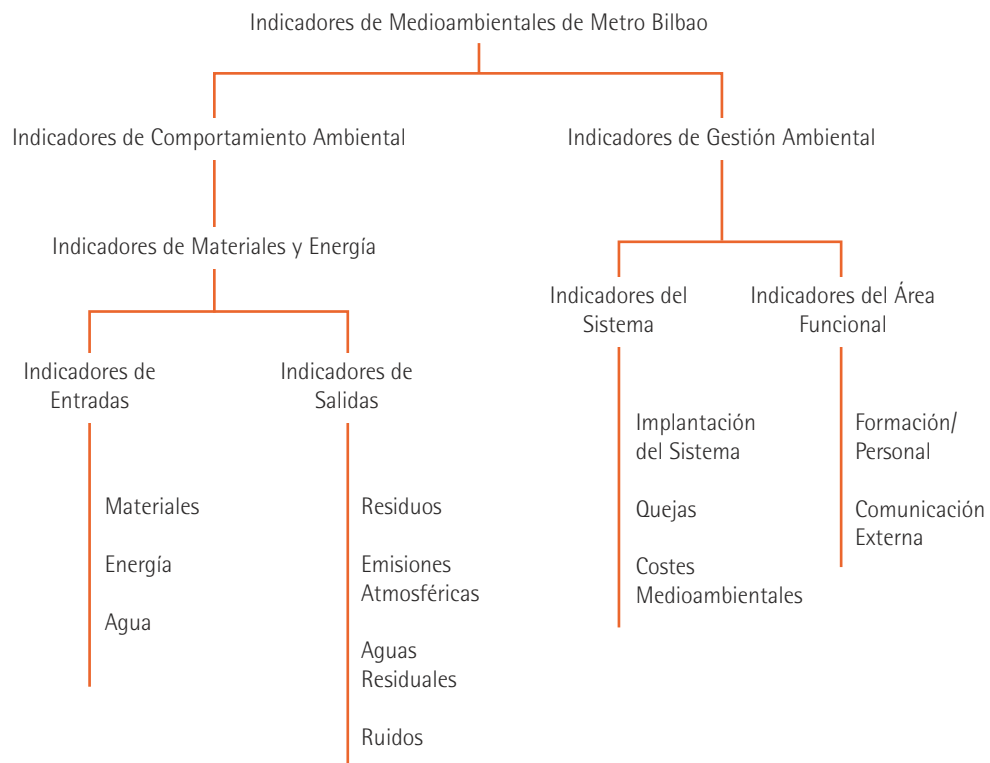 Indicadores de Medioambientales de Metro Bilbao
Indicadores de Comportamiento Ambiental
Indicadores de Gestión Ambiental
Indicadores de Materiales y Energía
Indicadores del
Sistema
Indicadores del Área
Funcional
Indicadores de
Entradas
Indicadores de
Salidas
Implantación
del Sistema
Quejas
Costes
Medioambientales
Formación/
Personal
Comunicación
Externa
Materiales
Energía
Agua
Residuos
Emisiones
Atmosféricas
Aguas
Residuales
Ruidos